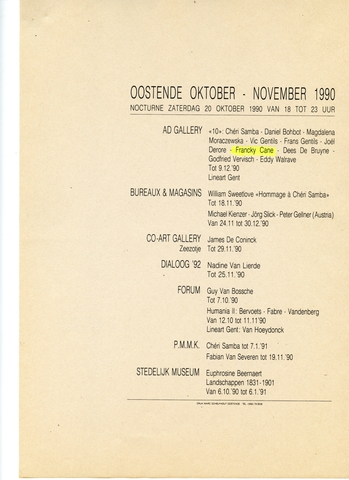 OOSTENDE OKTOBER - NOVEMBER 1990
NOCTURNE ZATERDAG 20 OKTOBER 1990 VAN 18 TOT 23 UUR
AD GALLERY «10»: Chéri Samba - Daniel Bohbot - Magdalena
Moraczewska - Vic Gentils - Frans Gentils - Joël
Derore - Francky Cane - Dees De Bruyne -
Godfried Vervisch - Eddy Walrave
Tot 9.12.'90
Lineart Gent
BUREAUX & MAGASINS William Sweetlove «Hommage à Chéri Samba»
Tot 18.11.'90
Michael Kienzer - Jörg Slick - Peter Gellner (Austria)
Van 24.11 tot 30.12.'90
CO-ART GALLERY James De Coninck
Zeezotje Tot 29.11.'90
DIALOOG '92 Nadine Van Lierde
Tot 25.11.'90
FORUM Guy Van Bossche
Tot 7.10.'90
Humania II: Bervoets - Fabre - Vandenberg
Van 12.10 tot 11.11'90
Lineart Gent: Van Hoeydonck
P.M.M.K. Chéri Samba tot 7.1.'91
Fabian Van Severen tot 19.11.'90
STEDELIJK MUSEUM Euphrosine Beernaert
Landschappen 1831-1901
Van 6.10.'90 tot 6.1.'91